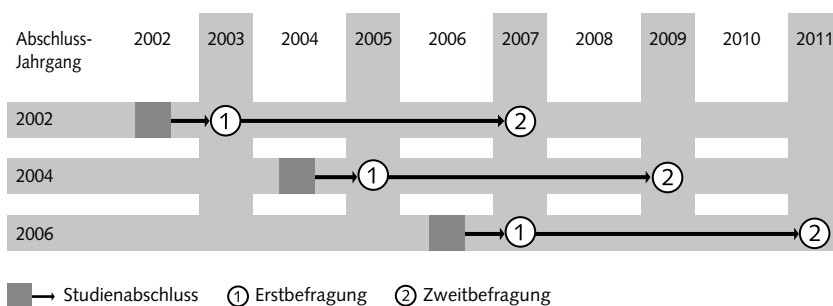 Abschluss-
Jahrgang
2002 2003 2004 2005 2006 2007 2008 2009 2010 2011
2002 1 2
2004 1 2
2006 1 2
Studienabschluss 1 Erstbefragung 2 Zweitbefragung